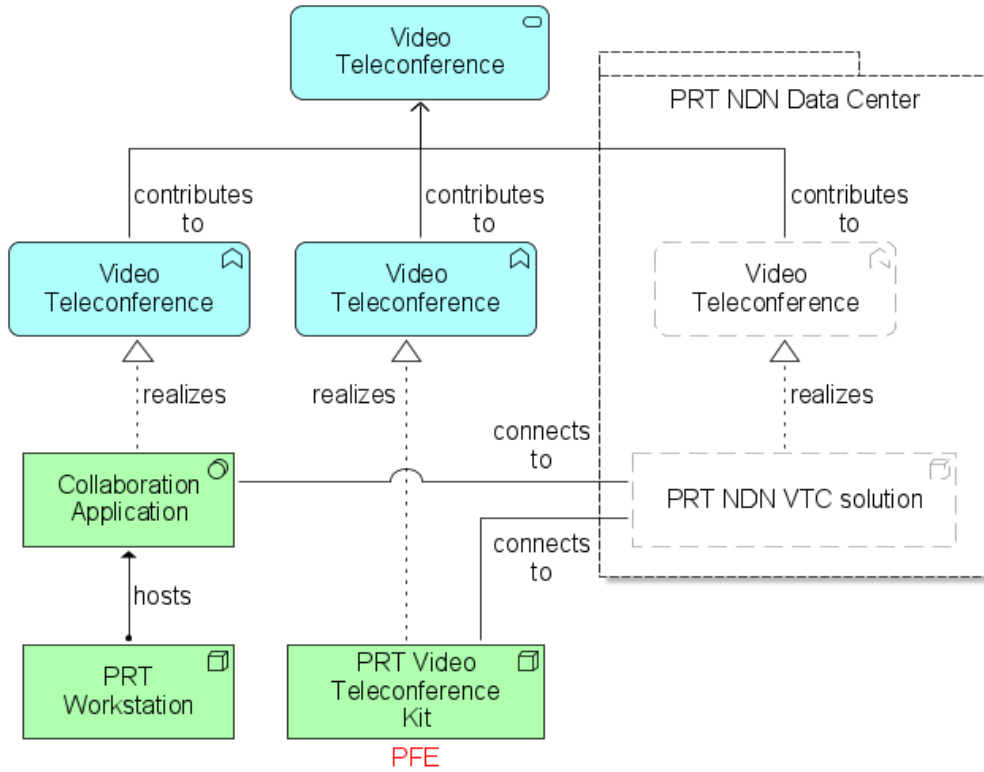 Video
Teleconference
PRT NDN Data Center
contributes
to
contributes
to
contributes
to
Video
Teleconference
Video
Teleconference
Video
Teleconference
realizes
realizes
realizes
connects
to
Collaboration
Application
PRT NDN VTC solution
connects
to
hosts
PRT
Workstation
PRT Video
Teleconference
Kit
PFE